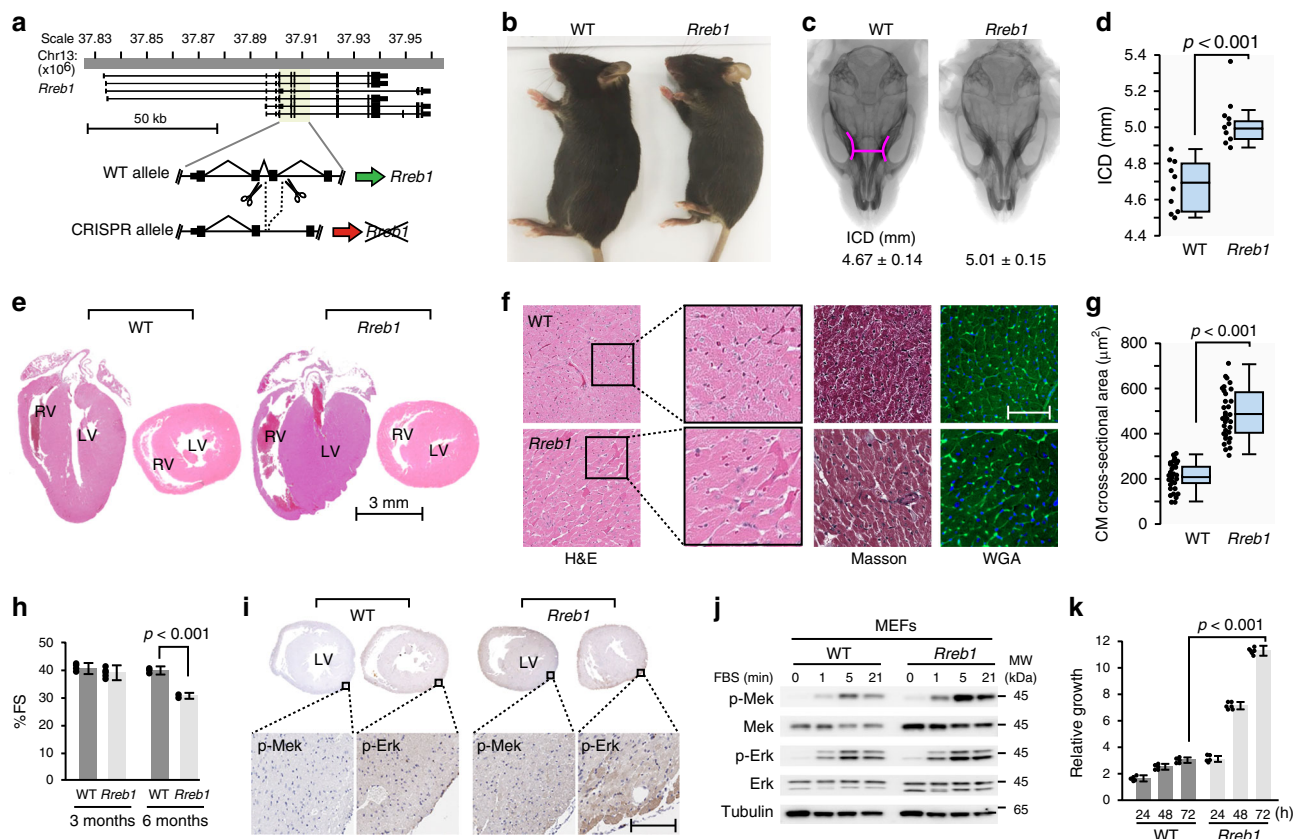 a
Scale
37.83 37.85 37.87 37.89 37.91 37.93 37.95
Chr13:
(x10⁶)
Rreb1
50 kb
WT allele
Rreb1
CRISPR allele
Rreb1
b
WT Rreb1
c
WT Rreb1
ICD (mm)
4.67 ± 0.14 5.01 ± 0.15
d
p < 0.001
ICD (mm)
5.4
5.2
5.0
4.8
4.6
4.4
WT Rreb1
e
WT Rreb1
RV LV RV LV
RV LV RV LV
3 mm
f
WT
Rreb1
H&E Masson WGA
g
p < 0.001
CM cross-sectional area (μm²)
800
700
600
500
400
300
200
100
0
WT Rreb1
h
p < 0.001
%FS
50
40
30
20
10
0
WT Rreb1 WT Rreb1
3 months 6 months
i
WT Rreb1
LV LV
p-Mek p-Erk p-Mek p-Erk
j
MEFs
WT Rreb1 MW
FBS (min) 0 1 5 21 0 1 5 21 (kDa)
p-Mek 45
Mek 45
p-Erk 45
Erk 45
Tubulin 65
k
p < 0.001
Relative growth
12
10
8
6
4
2
0
24 48 72 24 48 72 (h)
WT Rreb1